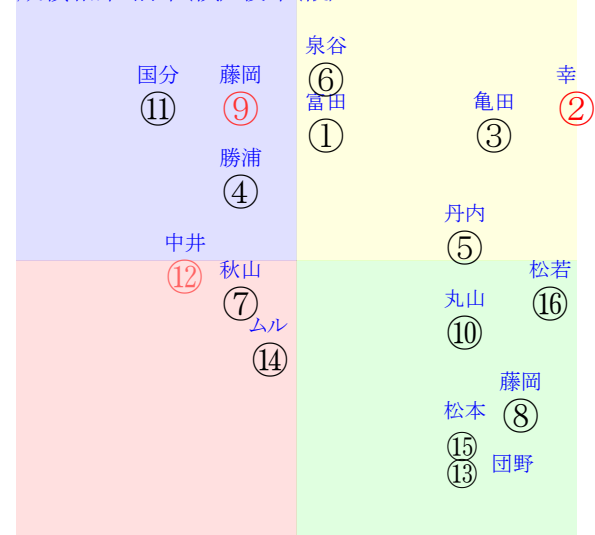 泉谷
⑥
国分
藤岡
幸
⑪
⑨
富田
亀田
②
①
③
勝浦
④
丹内
⑤
中井
⑫
秋山
松若
⑦
⑯
丸山
ムル
⑩
⑭
藤岡
松本
⑧
⑮
団野
⑬